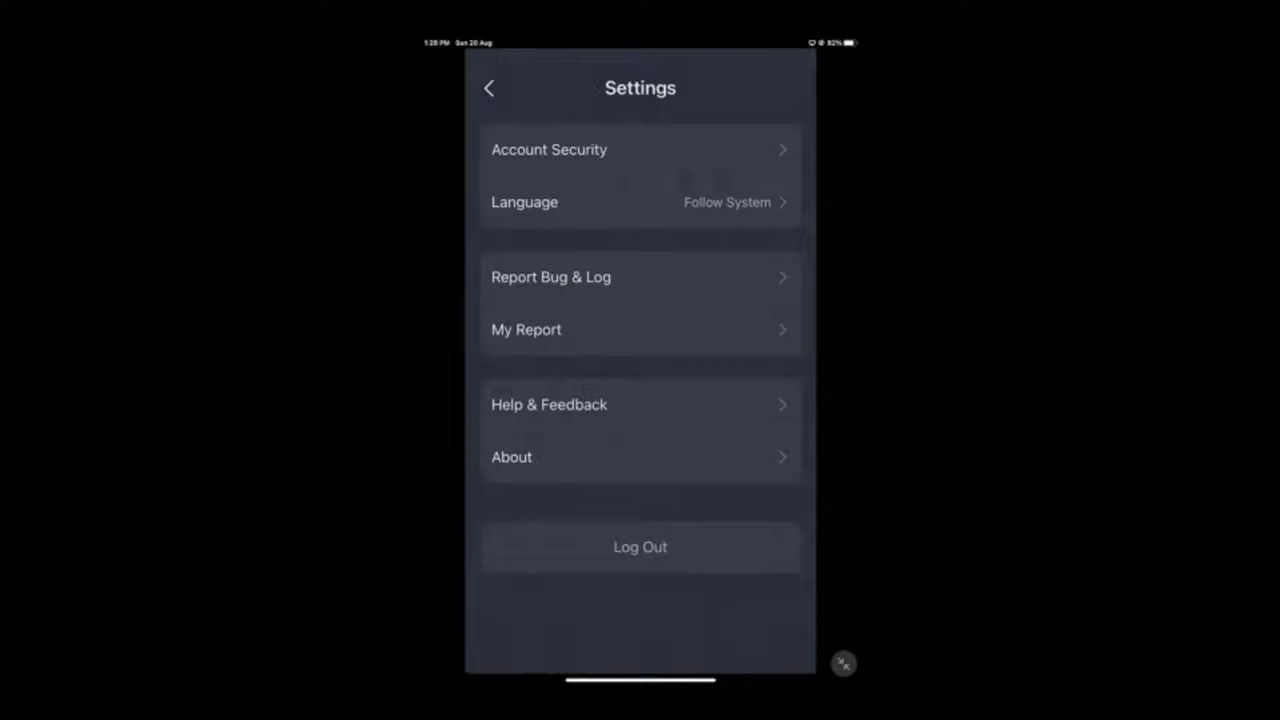 1:28 PM Sun 20 Aug
82%
Settings
Account Security
Language Follow System
Report Bug & Log
My Report
Help & Feedback
About
Log Out